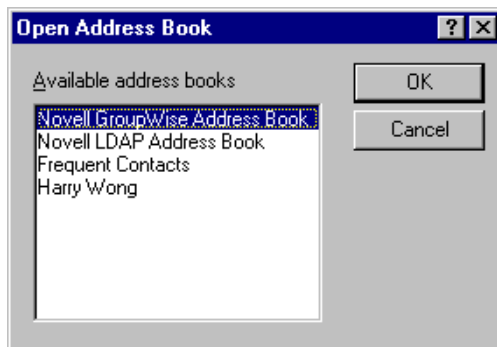 Open Address Book
Available address books
OK
Novell GroupWise Address Book
Novell LDAP Address Book
Cancel
Frequent Contacts
Harry Wong